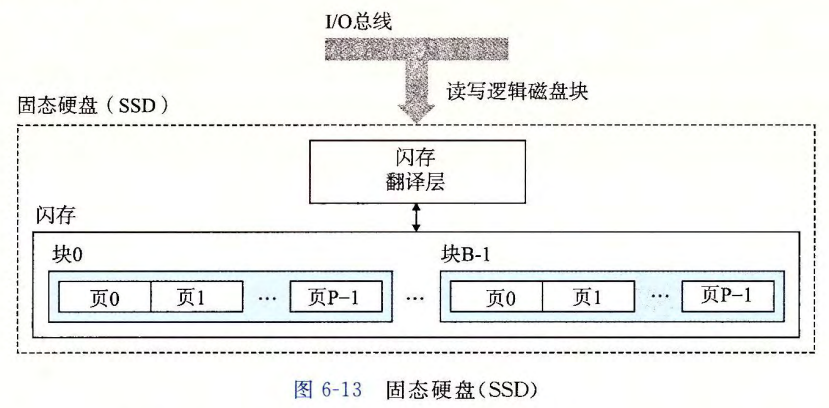 I/O总线
读写逻辑磁盘块
固态硬盘（SSD）
闪存
翻译层
闪存
块0
块B-1
页0 页1 … 页P−1 … 页0 页1 … 页P−1
图 6-13 固态硬盘(SSD)